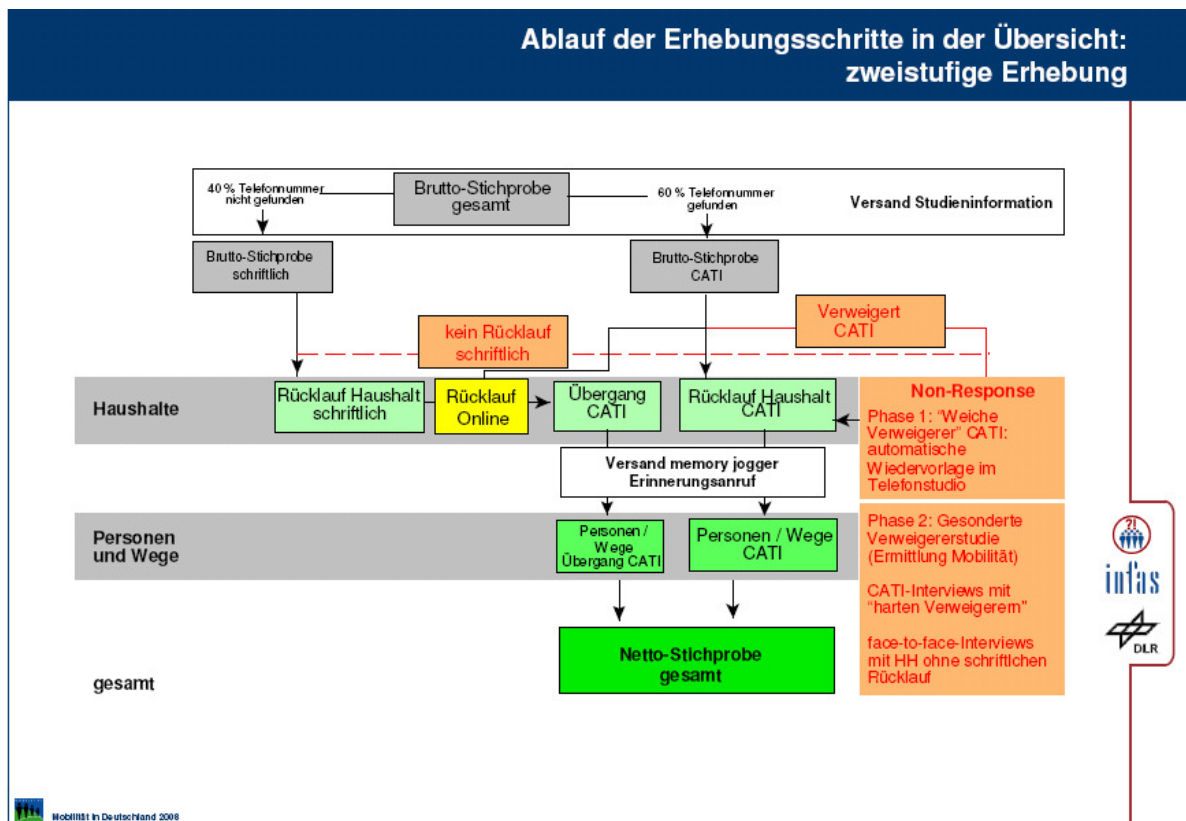 Ablauf der Erhebungsschritte in der Übersicht:
zweistufige Erhebung
40 % Telefonnummer
nicht gefunden
Brutto-Stichprobe
gesamt
60 % Telefonnummer
gefunden
Versand Studieninformation
Brutto-Stichprobe
schriftlich
Brutto-Stichprobe
CATI
kein Rücklauf
schriftlich
Verweigert
CATI
Haushalte
Rücklauf Haushalt
schriftlich
Rücklauf
Online
Übergang
CATI
Rücklauf Haushalt
CATI
Non-Response
Phase 1: "Weiche
Verweigerer" CATI:
automatische
Wiedervorlage im
Telefonstudio
Versand memory jogger
Erinnerungsanruf
Personen
und Wege
Personen /
Wege
Übergang CATI
Personen / Wege
CATI
Phase 2: Gesonderte
Verweigererstudie
(Ermittlung Mobilität)
CATI-Interviews mit
"harten Verweigerern"
face-to-face-Interviews
mit HH ohne schriftlchen
Rücklauf
gesamt
Netto-Stichprobe
gesamt
?!
infas
DLR
Mobilität in Deutschland 2008